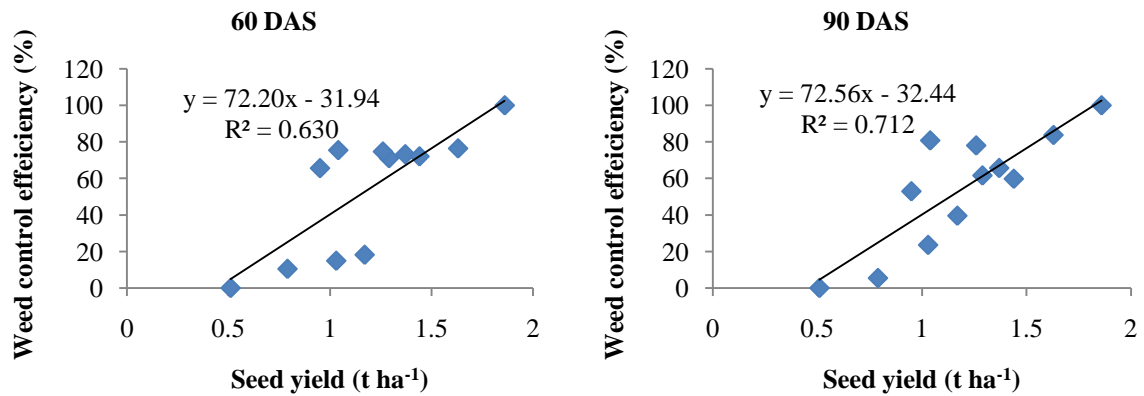 60 DAS
Weed control effeiciency (%)
120
100
80
60
40
20
0
y = 72.20x - 31.94
R² = 0.630
0 0.5 1 1.5 2
Seed yield (t ha⁻¹)
90 DAS
Weed control effeiciency (%)
120
100
80
60
40
20
0
y = 72.56x - 32.44
R² = 0.712
0 0.5 1 1.5 2
Seed yield (t ha⁻¹)